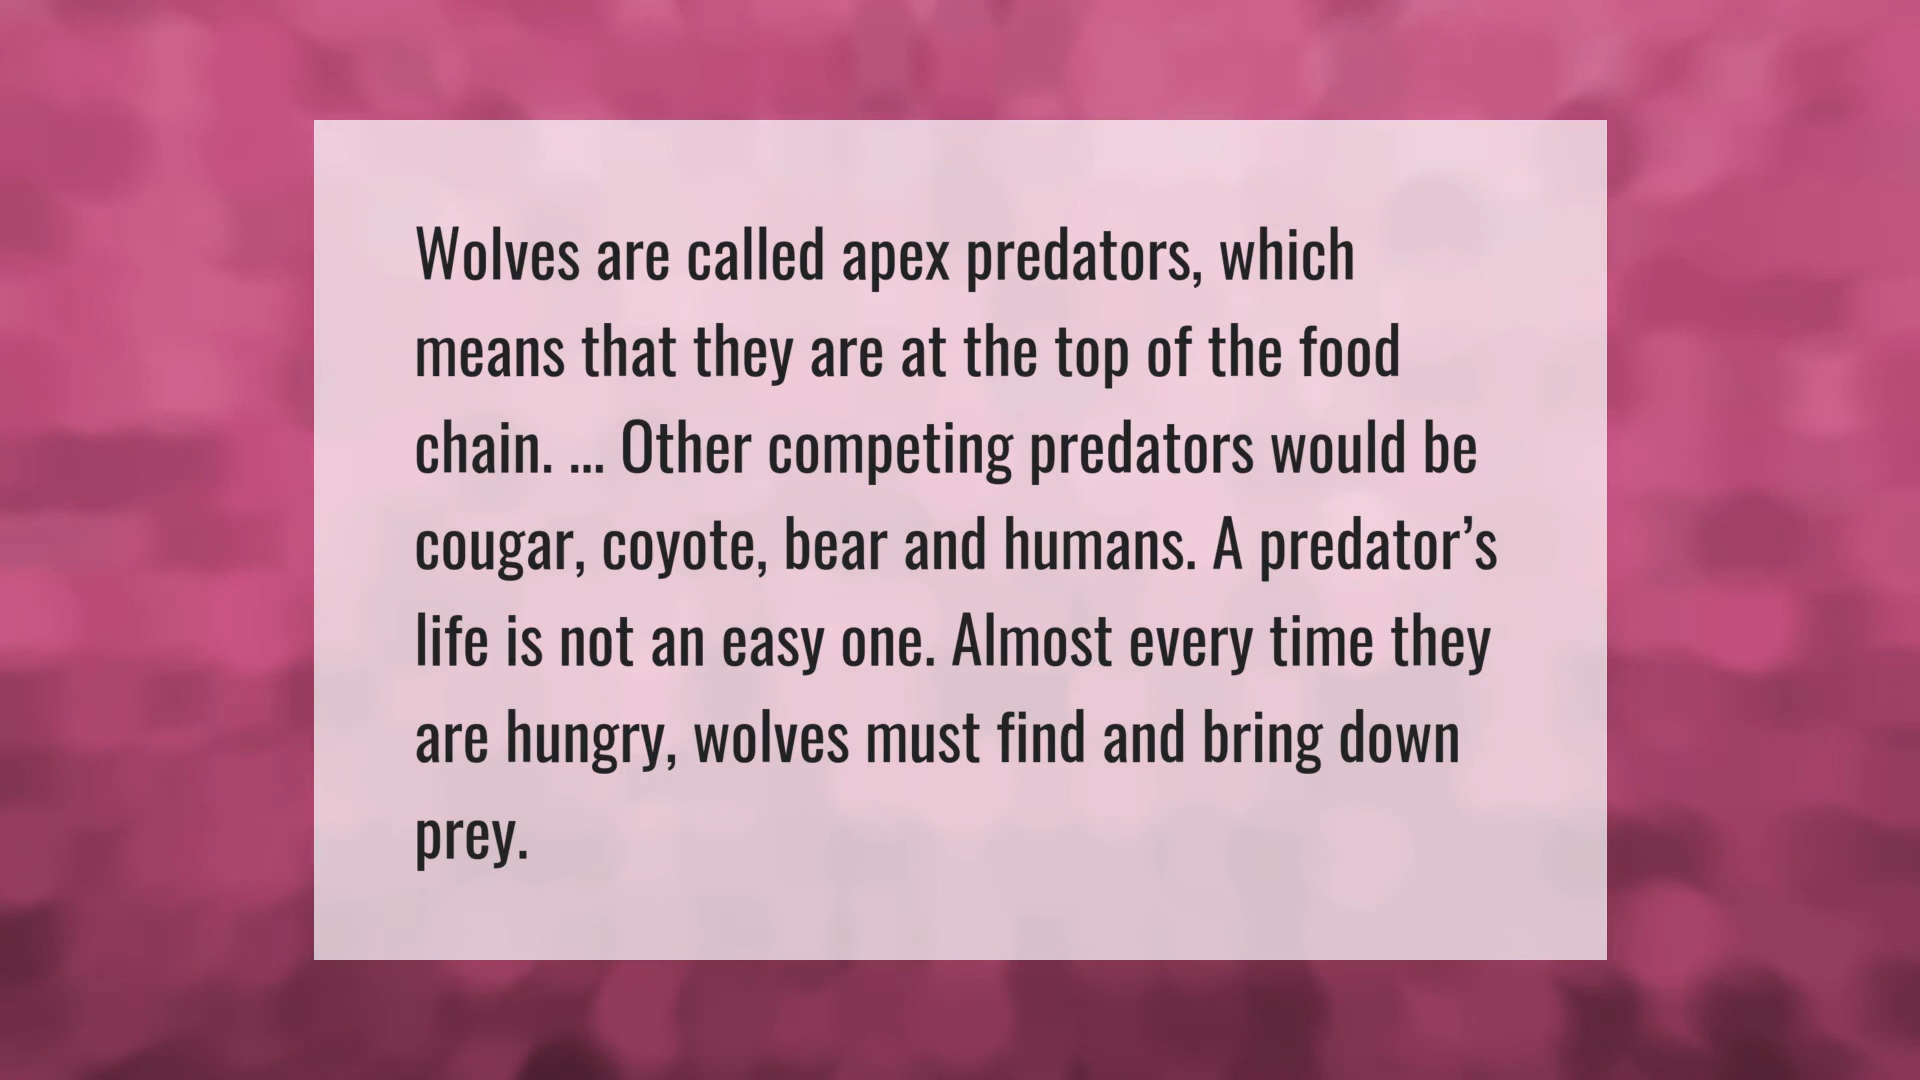 Wolves are called apex predators, which
means that they are at the top of the food
chain. ... Other competing predators would be
cougar, coyote, bear and humans. A predator’s
life is not an easy one. Almost every time they
are hungry, wolves must find and bring down
prey.